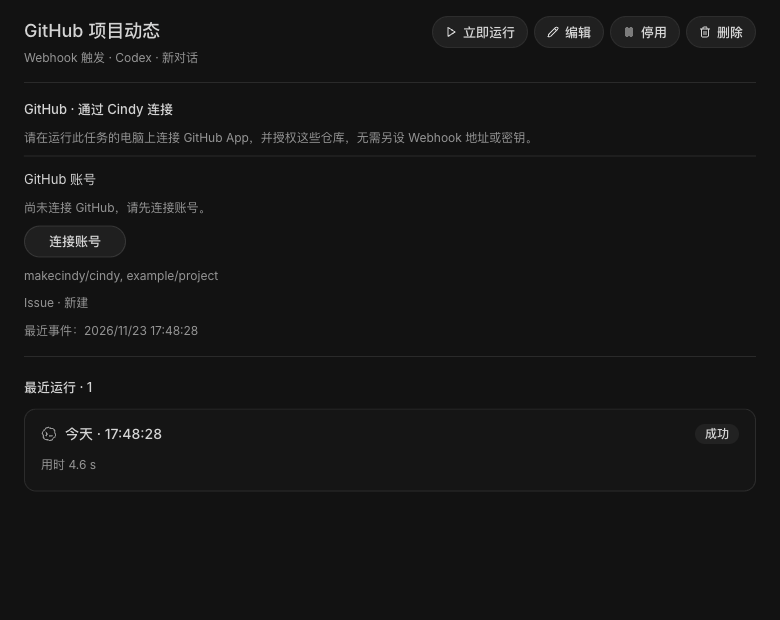 GitHub 项目动态
立即运行
编辑
停用
删除
Webhook 触发 · Codex · 新对话
GitHub · 通过 Cindy 连接
请在运行此任务的电脑上连接 GitHub App，并授权这些仓库，无需另设 Webhook 地址或密钥。
GitHub 账号
尚未连接 GitHub，请先连接账号。
连接账号
makecindy/cindy, example/project
Issue · 新建
最近事件：2026/11/23 17:48:28
最近运行 · 1
今天 · 17:48:28
成功
用时 4.6 s